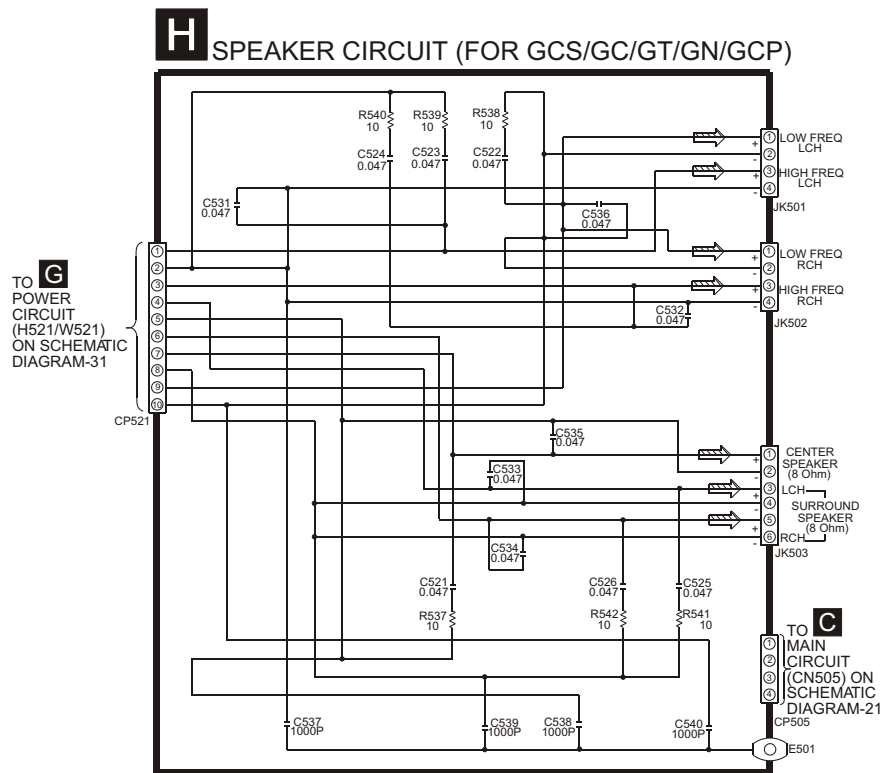 H SPEAKER CIRCUIT (FOR GCS/GC/GT/GN/GCP)
R540
10
R539
10
R538
10
C524
0.047
C523
0.047
C522
0.047
C531
0.047
C536
0.047
1
+
2
-
3
+
4
-
LOW FREQ
LCH
HIGH FREQ
LCH
JK501
1
+
2
-
3
+
4
-
LOW FREQ
RCH
HIGH FREQ
RCH
JK502
C532
0.047
TO G
POWER
CIRCUIT
(H521/W521)
ON SCHEMATIC
DIAGRAM-31
1
2
3
4
5
6
7
8
9
10
CP521
C535
0.047
C533
0.047
C534
0.047
1
+
2
-
3
+
4
-
5
+
6
-
CENTER
SPEAKER
(8 Ohm)
LCH
SURROUND
SPEAKER
(8 Ohm)
RCH
JK503
C521
0.047
R537
10
C526
0.047
R542
10
C525
0.047
R541
10
1
2
3
4
TO C
MAIN
CIRCUIT
(CN505) ON
SCHEMATIC
DIAGRAM-21
CP505
C537
1000P
C539
1000P
C538
1000P
C540
1000P
E501